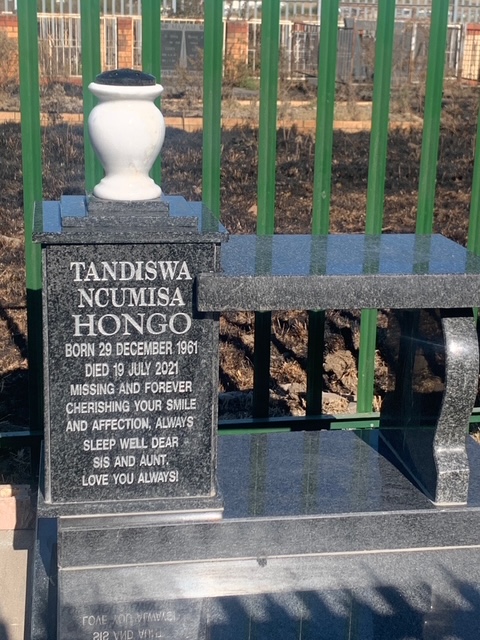 TANDISWA
NCUMISA
HONGO
BORN 29 DECEMBER 1961
DIED 19 JULY 2021
MISSING AND FOREVER
CHERISHING YOUR SMILE
AND AFFECTION, ALWAYS
SLEEP WELL DEAR
SIS AND AUNT.
LOVE YOU ALWAYS!